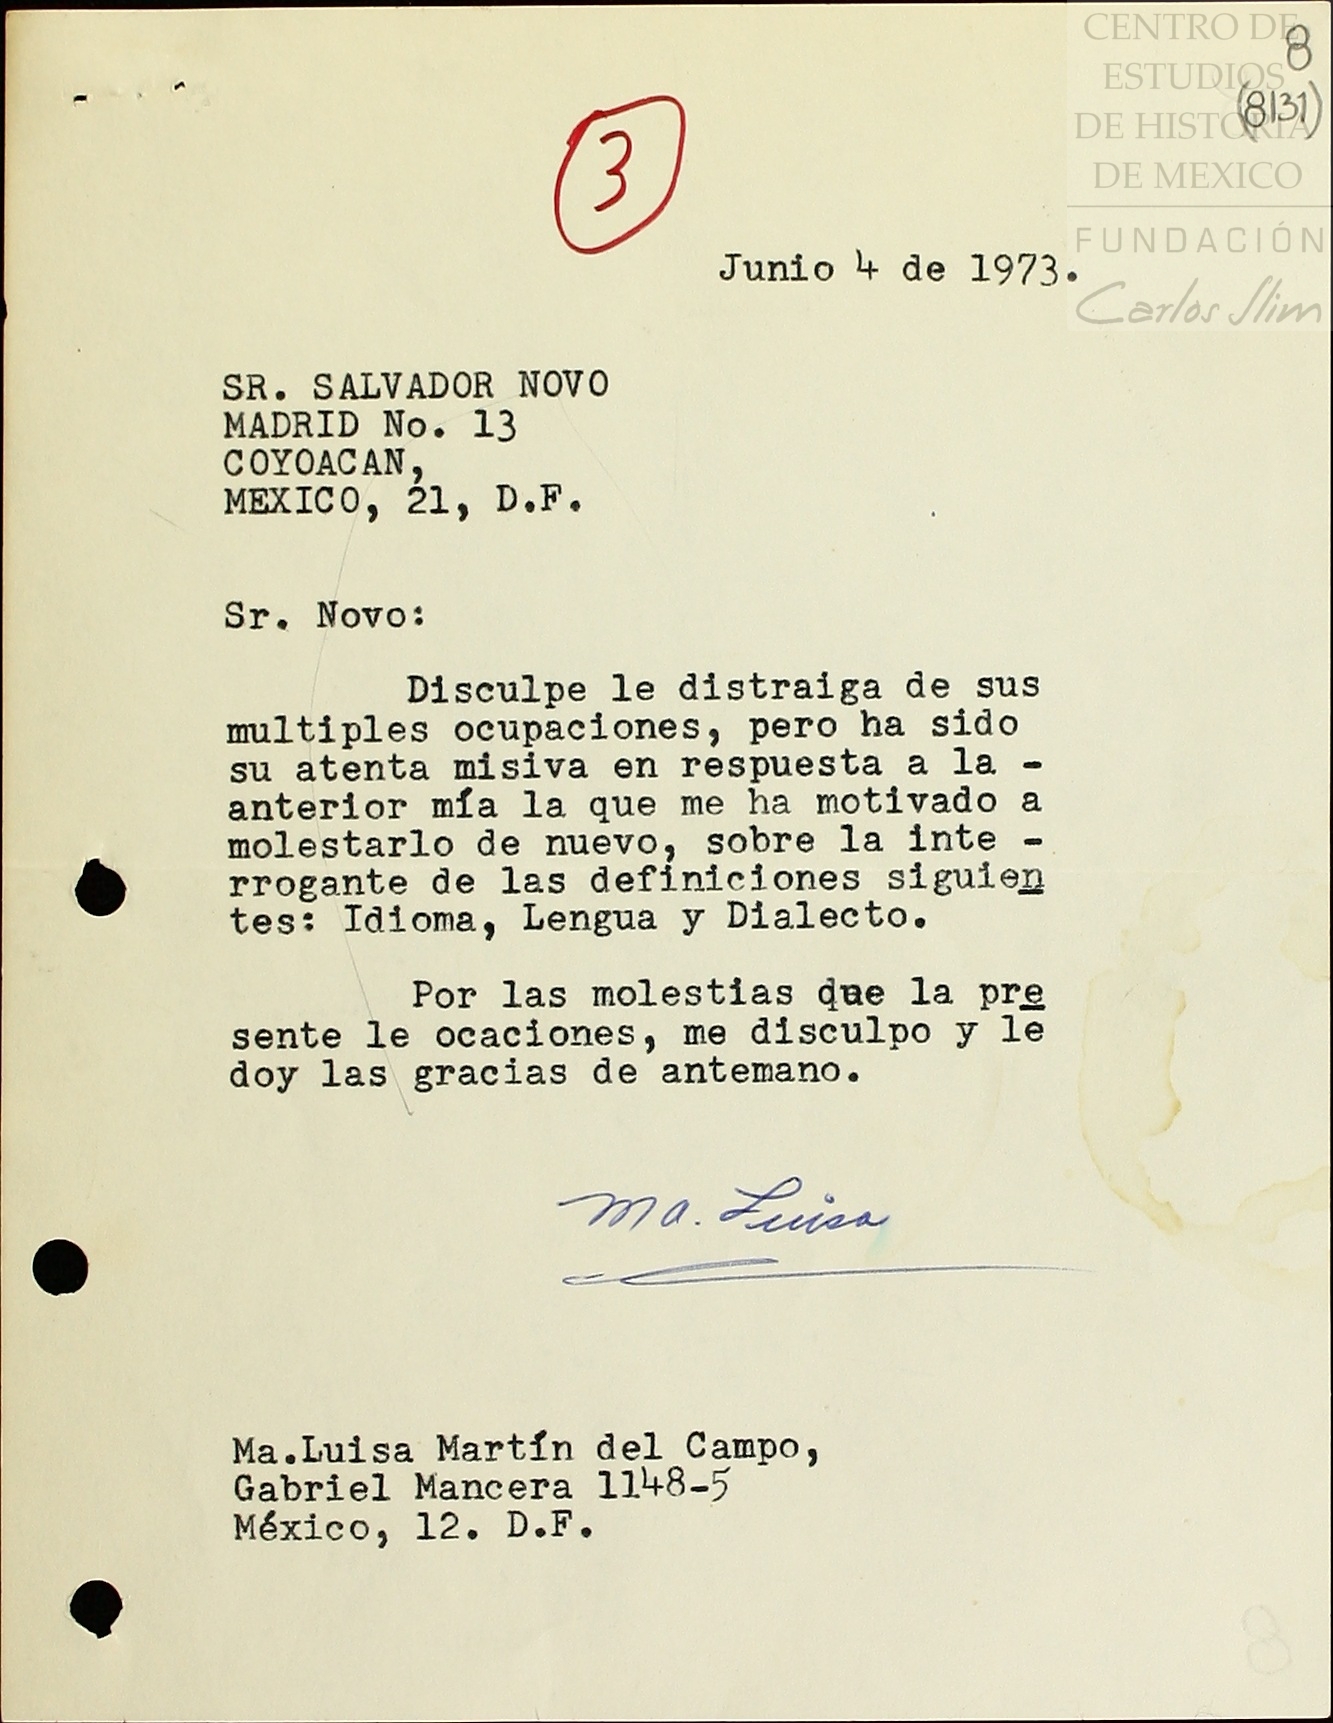 CENTRO DE
ESTUDIOS
DE HISTORIA
DE MEXICO
FUNDACIÓN
Carlos Slim
8
(8131)
3
Junio 4 de 1973.
SR. SALVADOR NOVO
MADRID No. 13
COYOACAN,
MEXICO, 21, D.F.
Sr. Novo:
Disculpe le distraiga de sus
multiples ocupaciones, pero ha sido
su atenta misiva en respuesta a la -
anterior mía la que me ha motivado a
molestarlo de nuevo, sobre la inte -
rrogante de las definiciones siguien
tes: Idioma, Lengua y Dialecto.
Por las molestias que la pre
sente le ocaciones, me disculpo y le
doy las gracias de antemano.
Ma. Luisa
Ma.Luisa Martín del Campo,
Gabriel Mancera 1148-5
México, 12. D.F.